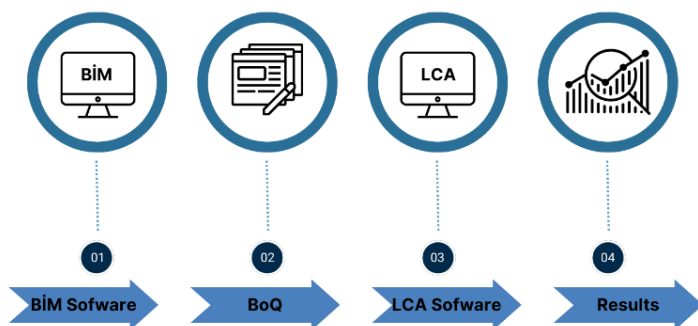 BİM
LCA
01
02
03
04
BİM Sofware
BoQ
LCA Sofware
Results